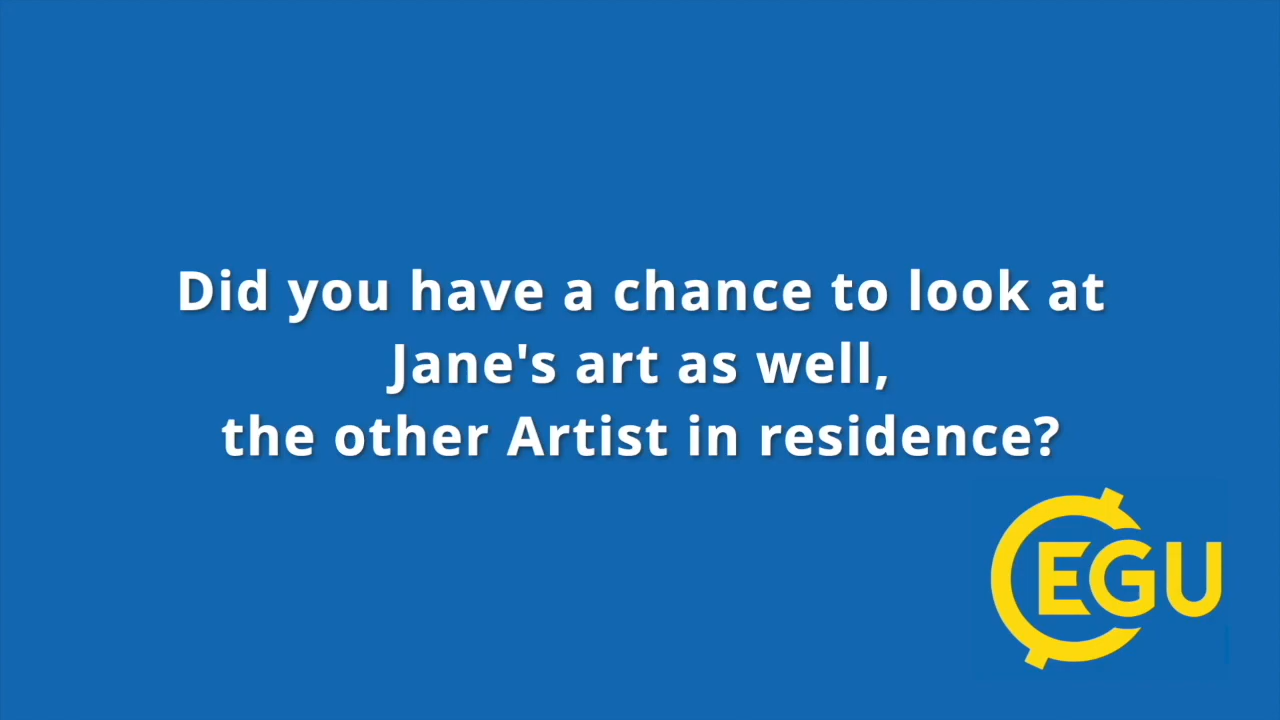 Did you have a chance to look at
Jane's art as well,
the other Artist in residence?
EGU